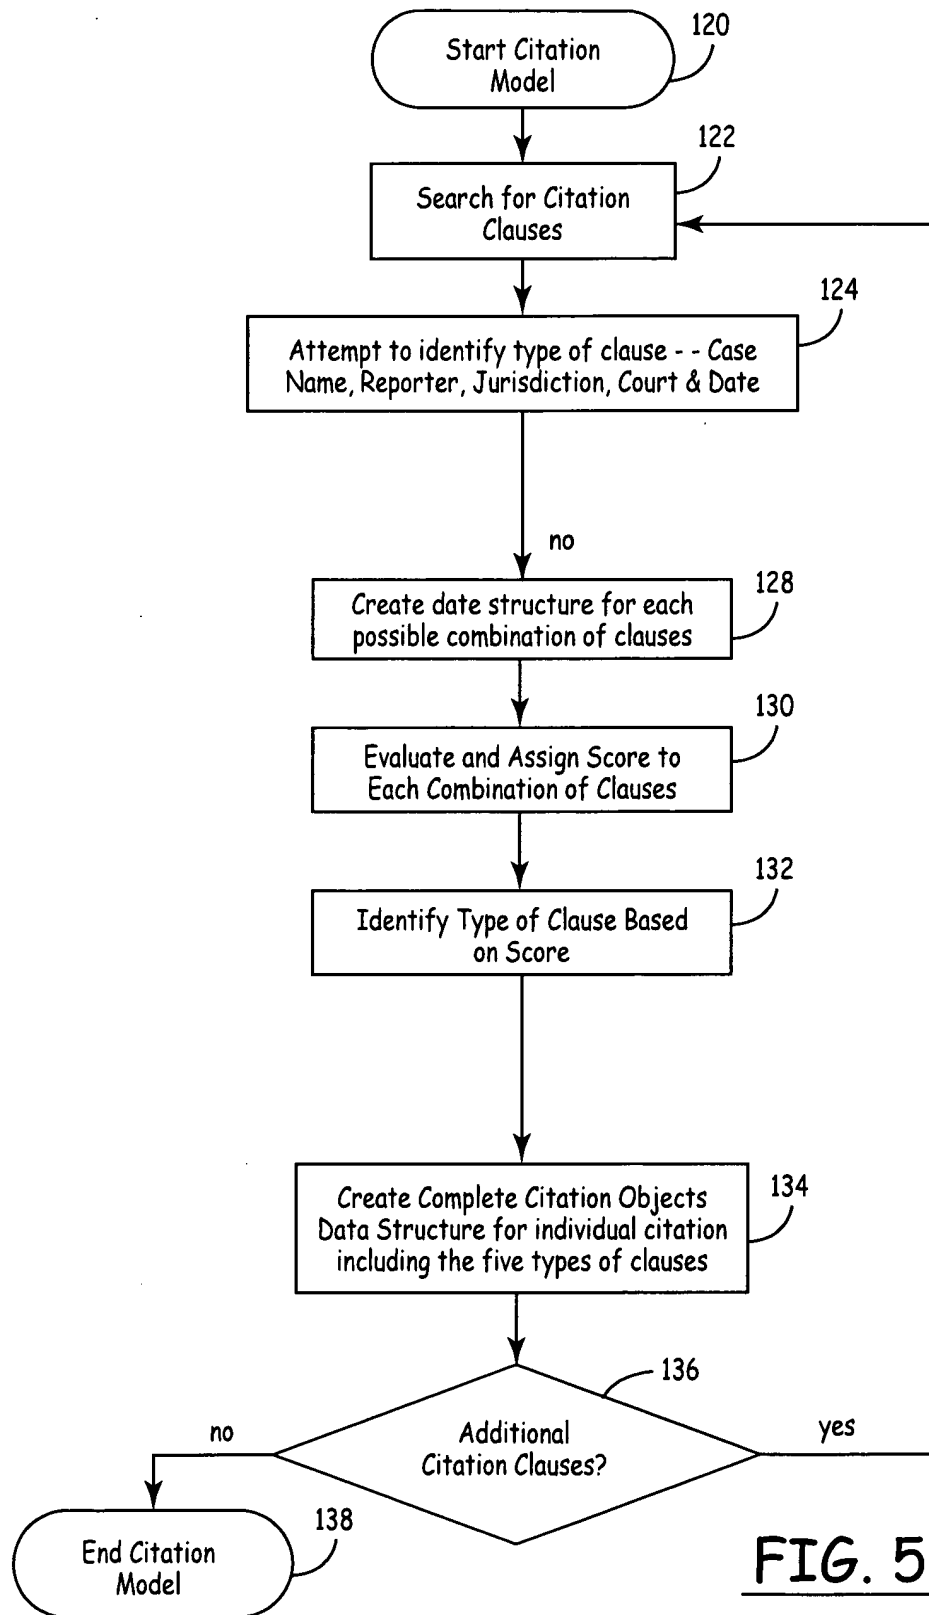 Start Citation
Model
120
Search for Citation
Clauses
122
Attempt to identify type of clause - - Case
Name, Reporter, Jurisdiction, Court & Date
124
no
Create date structure for each
possible combination of clauses
128
Evaluate and Assign Score to
Each Combination of Clauses
130
Identify Type of Clause Based
on Score
132
Create Complete Citation Objects
Data Structure for individual citation
including the five types of clauses
134
136
no
Additional
Citation Clauses?
yes
End Citation
Model
138
FIG. 5